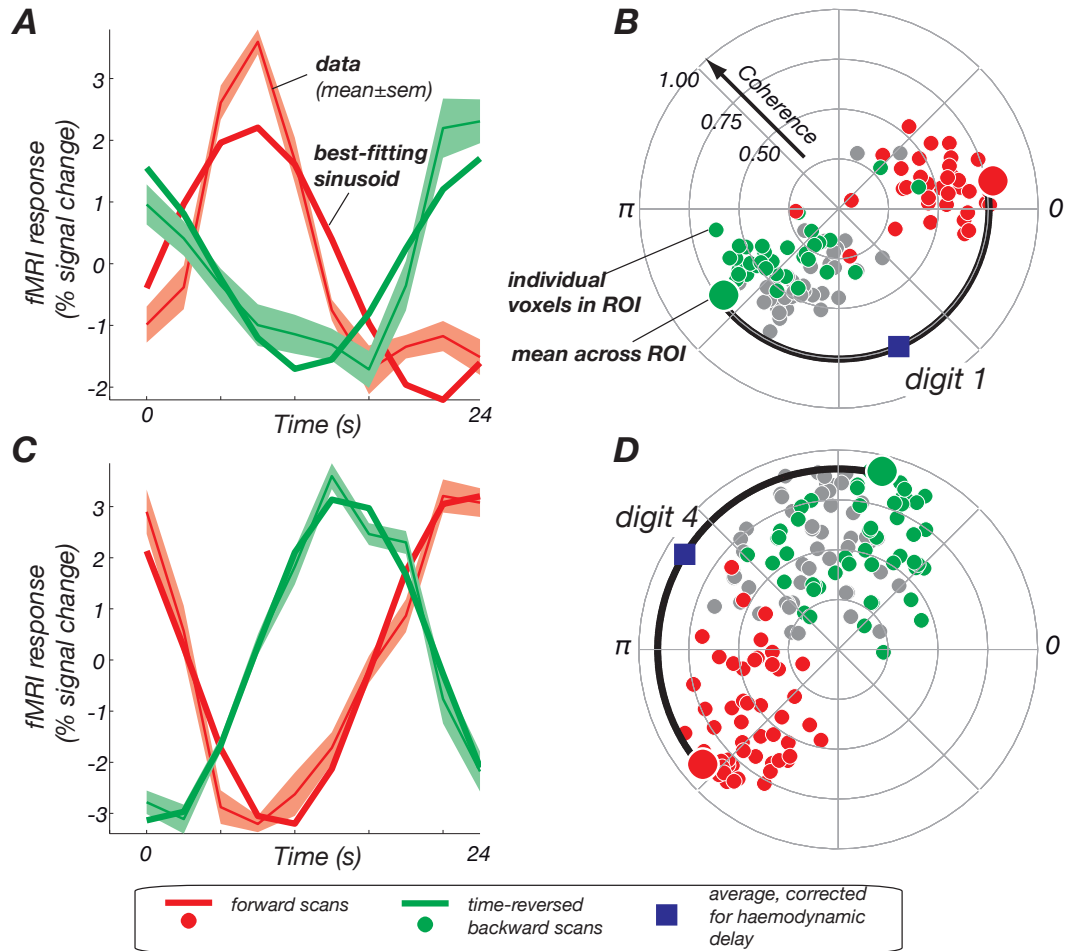 A
fMRI response
(% signal change)
3
2
1
0
-1
-2
data
(mean±sem)
best-fitting
sinusoid
0
Time (s)
24
B
1.00
0.75
0.50
Coherence
π
0
individual
voxels in ROI
mean across ROI
digit 1
C
fMRI response
(% signal change)
3
2
1
0
-1
-2
-3
0
Time (s)
24
D
digit 4
π
0
forward scans
time-reversed
backward scans
average, corrected
for haemodynamic
delay